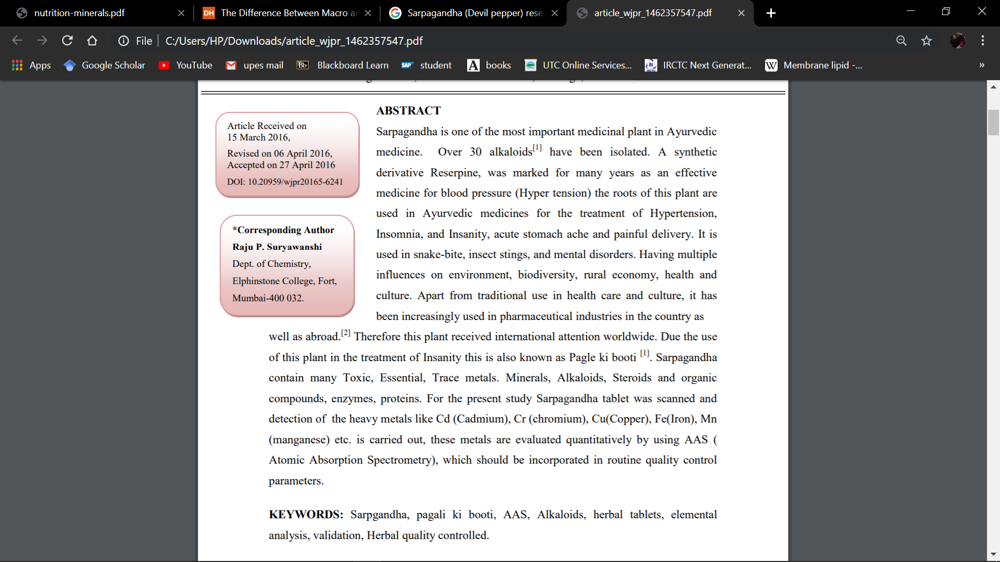 nutrition-minerals.pdf
DH The Difference Between Macro ar
Sarpagandha (Devil pepper) rese
article_wjpr_1462357547.pdf
File C:/Users/HP/Downloads/article_wjpr_1462357547.pdf
Apps Google Scholar YouTube upes mail Bb Blackboard Learn SAP student A books UTC Online Services... IRCTC Next Generat... W Membrane lipid -... »
Article Received on
15 March 2016,
Revised on 06 April 2016,
Accepted on 27 April 2016
DOI: 10.20959/wjpr20165-6241
*Corresponding Author
Raju P. Suryawanshi
Dept. of Chemistry,
Elphinstone College, Fort,
Mumbai-400 032.
ABSTRACT
Sarpagandha is one of the most important medicinal plant in Ayurvedic
medicine. Over 30 alkaloids[1] have been isolated. A synthetic
derivative Reserpine, was marked for many years as an effective
medicine for blood pressure (Hyper tension) the roots of this plant are
used in Ayurvedic medicines for the treatment of Hypertension,
Insomnia, and Insanity, acute stomach ache and painful delivery. It is
used in snake-bite, insect stings, and mental disorders. Having multiple
influences on environment, biodiversity, rural economy, health and
culture. Apart from traditional use in health care and culture, it has
been increasingly used in pharmaceutical industries in the country as
well as abroad.[2] Therefore this plant received international attention worldwide. Due the use
of this plant in the treatment of Insanity this is also known as Pagle ki booti [1]. Sarpagandha
contain many Toxic, Essential, Trace metals. Minerals, Alkaloids, Steroids and organic
compounds, enzymes, proteins. For the present study Sarpagandha tablet was scanned and
detection of the heavy metals like Cd (Cadmium), Cr (chromium), Cu(Copper), Fe(Iron), Mn
(manganese) etc. is carried out, these metals are evaluated quantitatively by using AAS (
Atomic Absorption Spectrometry), which should be incorporated in routine quality control
parameters.
KEYWORDS: Sarpgandha, pagali ki booti, AAS, Alkaloids, herbal tablets, elemental
analysis, validation, Herbal quality controlled.